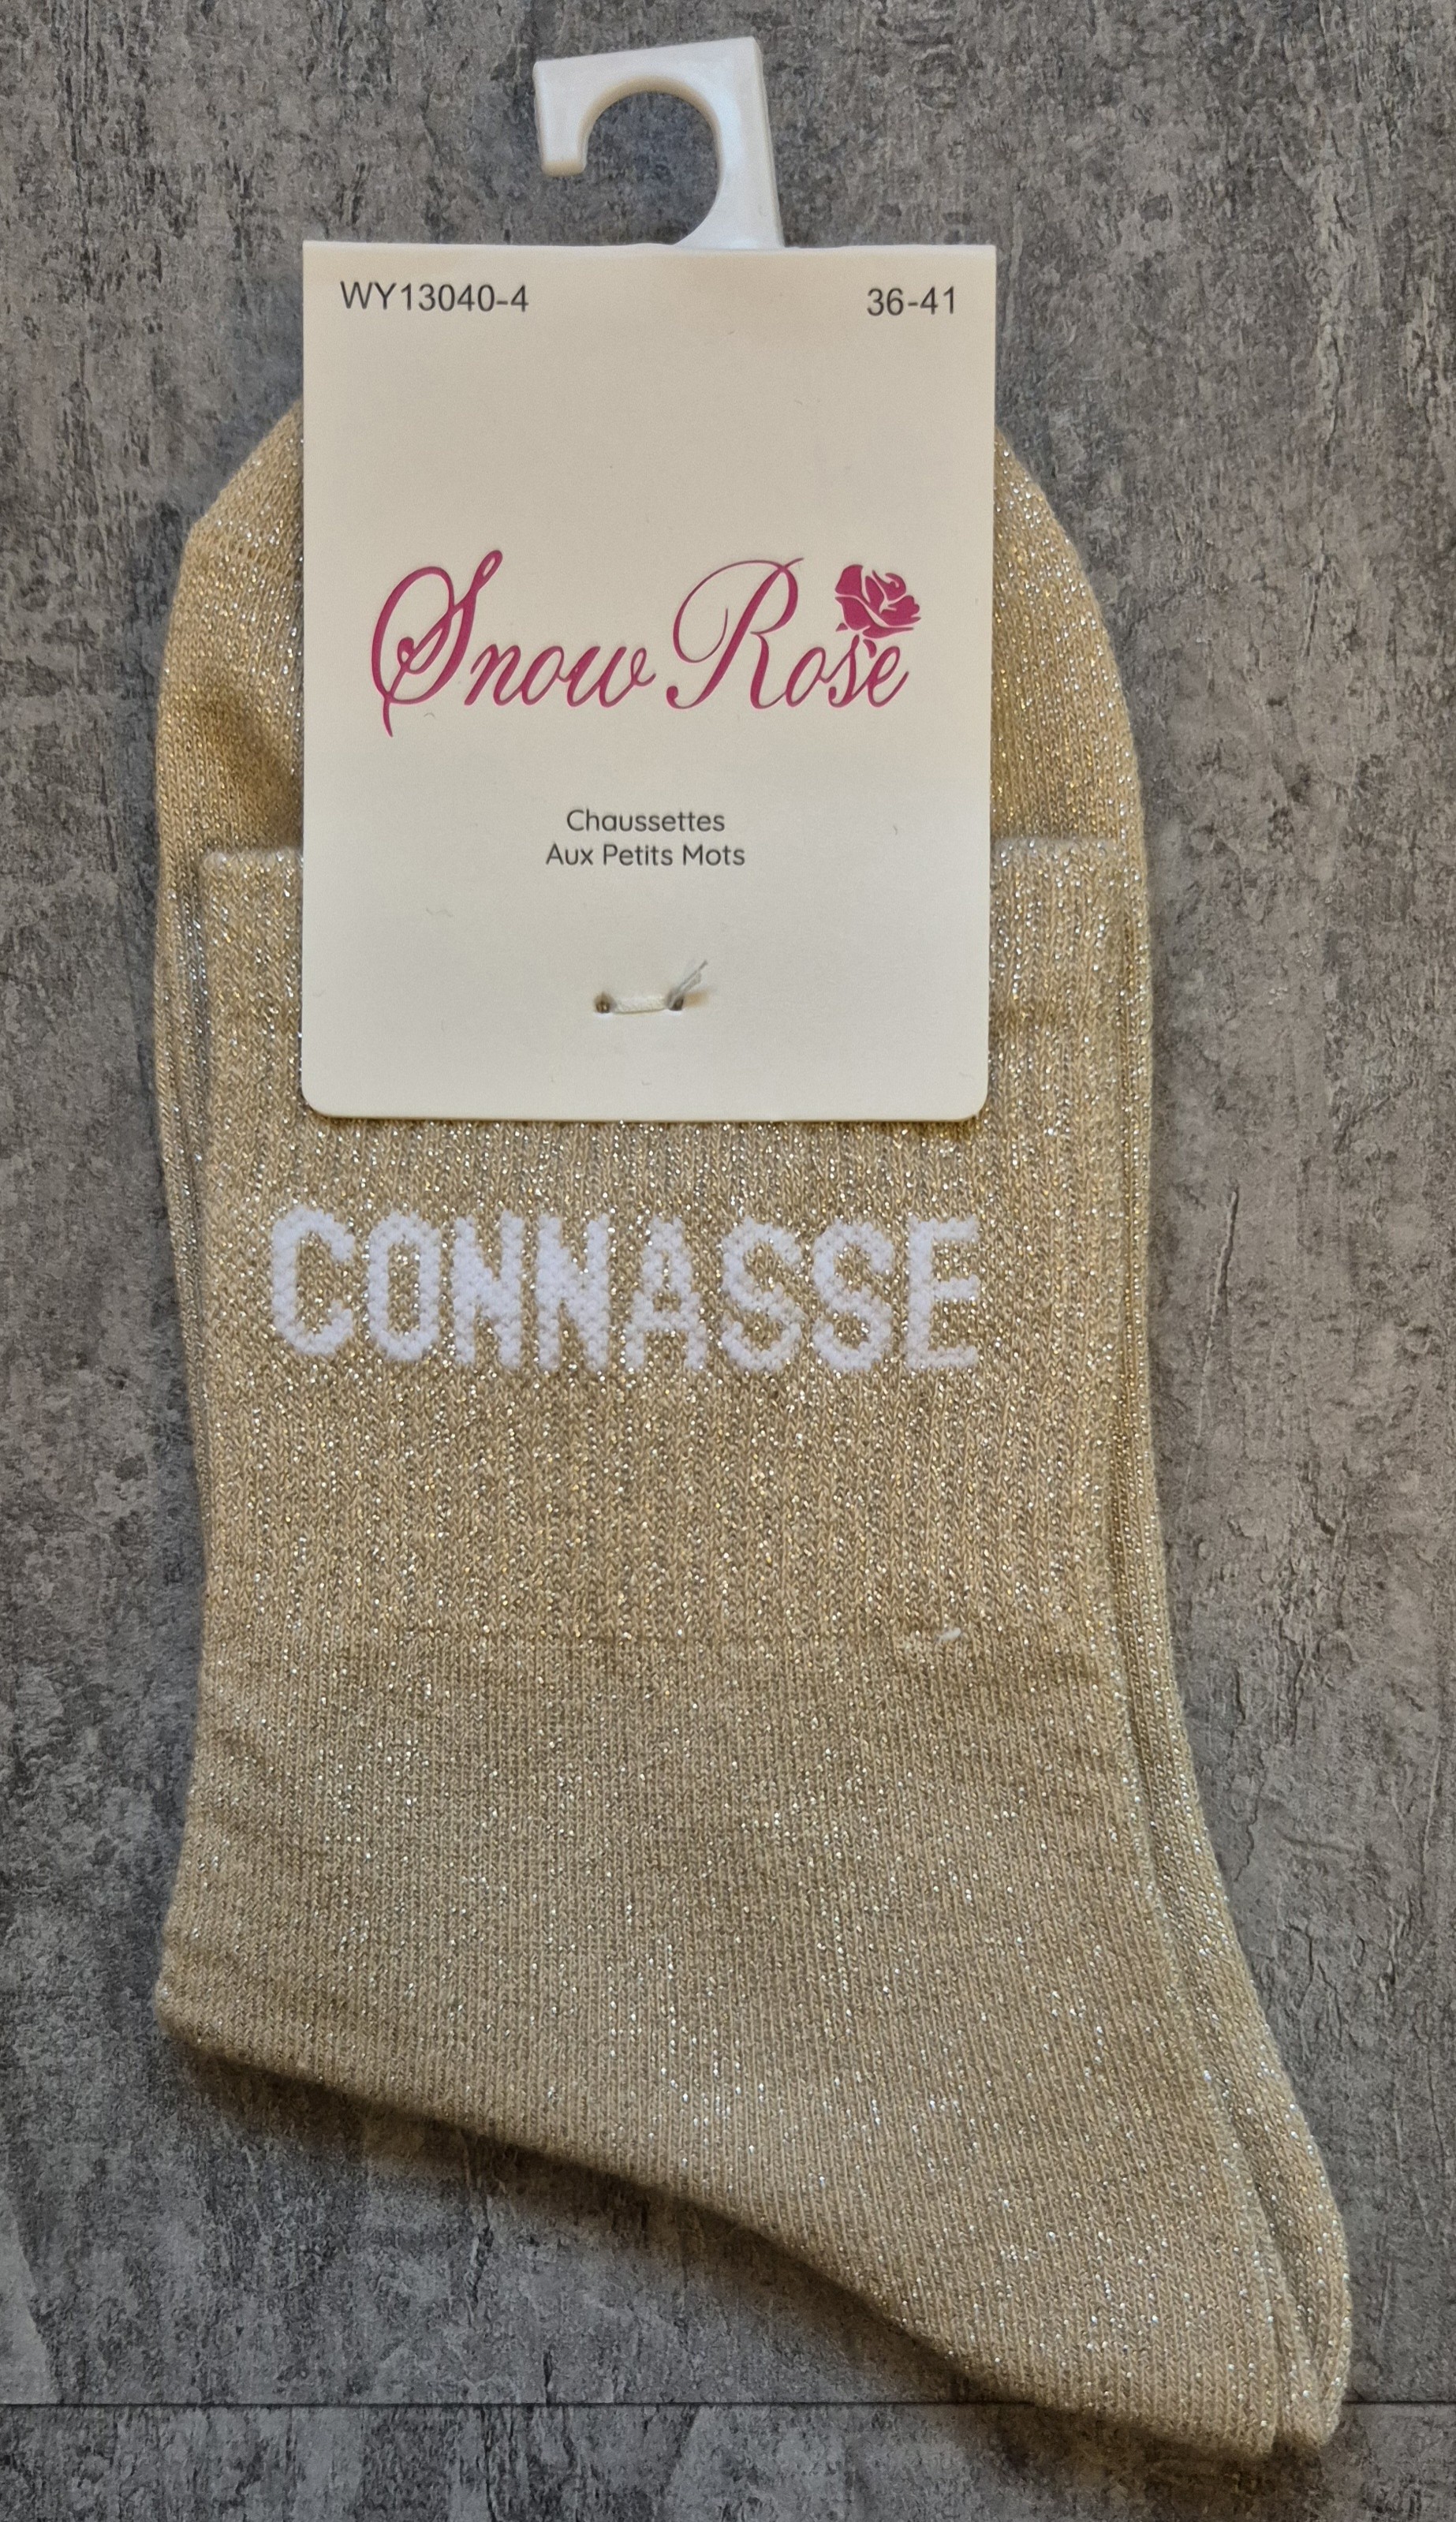 WY13040-4 36-41
Snow Rose
Chaussettes
Aux Petits Mots
CONNASSE